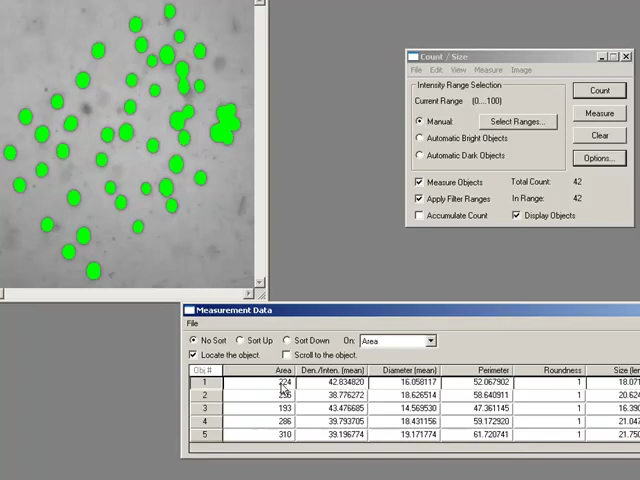 Count / Size
File Edit View Measure Image
Intensity Range Selection
Current Range (0....100)
Manual: Select Ranges...
Automatic Bright Objects
Automatic Dark Objects
Count
Measure
Clear
Options...
Measure Objects Total Count: 42
Apply Filter Ranges In Range: 42
Accumulate Count Display Objects
Measurement Data
File
No Sort Sort Up Sort Down On: Area
Locate the object. Scroll to the object.
Obj.# Area Den./Inten. (mean) Diameter (mean) Perimeter Roundness Size (len
1 224 42.834820 16.058117 52.067902 1 18.071
2 38.776272 18.626514 58.640911 1 20.624
3 193 43.476685 14.569530 47.361145 1 16.390
4 286 39.793705 18.431156 59.172920 1 21.047
5 310 39.196774 19.171774 61.720741 1 21.750